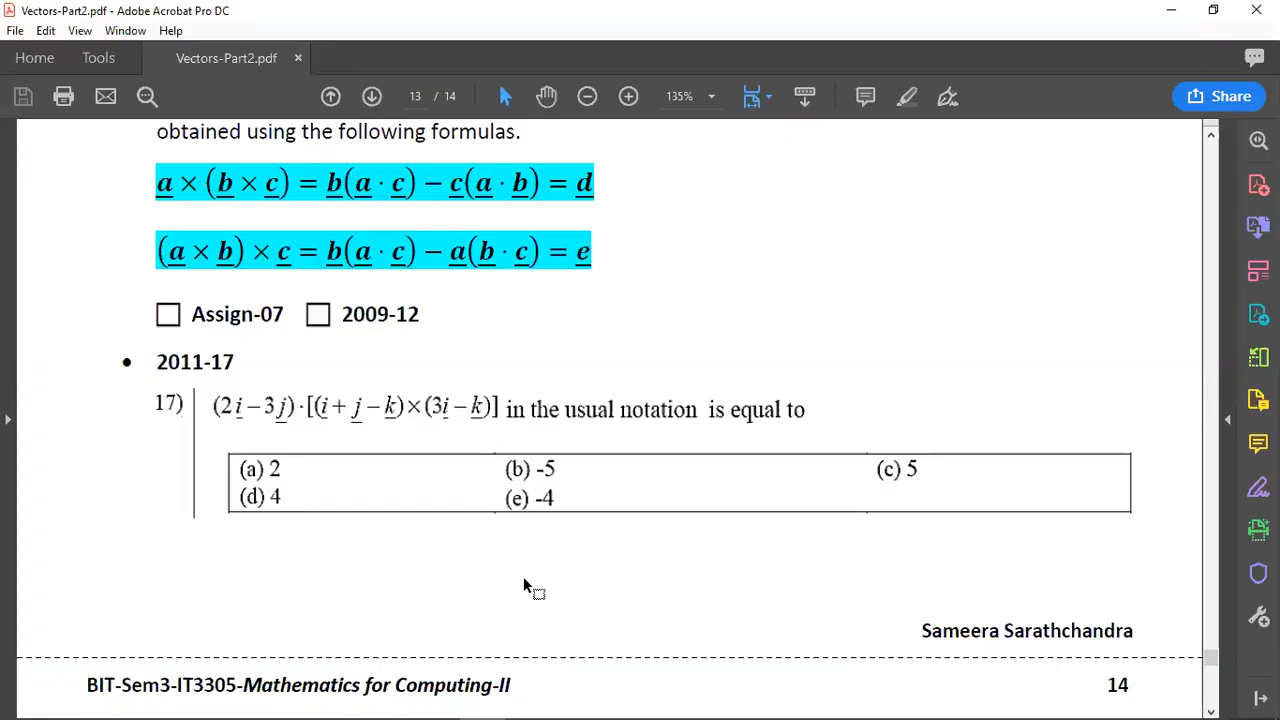 Vectors-Part2.pdf - Adobe Acrobat Pro DC
File Edit View Window Help
Home Tools Vectors-Part2.pdf ×
13 / 14 135% Share
obtained using the following formulas.
a × (b × c) = b(a · c) − c(a · b) = d
(a × b) × c = b(a · c) − a(b · c) = e
Assign-07 2009-12
• 2011-17
17) (2i − 3j) · [(i + j − k) × (3i − k)] in the usual notation is equal to
(a) 2 (b) -5 (c) 5
(d) 4 (e) -4
Sameera Sarathchandra
BIT-Sem3-IT3305-Mathematics for Computing-II 14